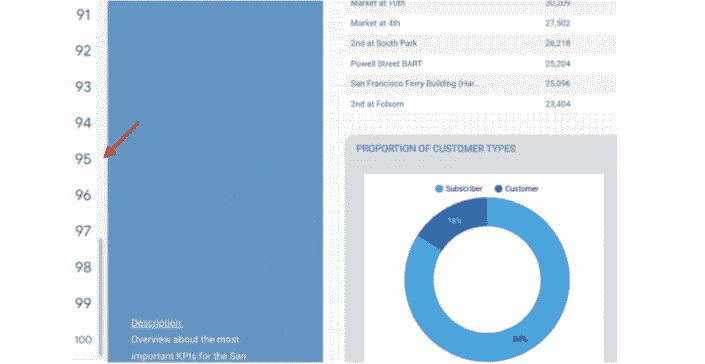 91
92
93
94
95
96
97
98
99
100
Description:
Overview about the most
important KPIs for the San
Market at 10th 30,209
Market at 4th 27,502
2nd at South Park 26,218
Powell Street BART 25,204
San Francisco Ferry Building (Har... 25,096
2nd at Folsom 23,404
PROPORTION OF CUSTOMER TYPES
Subscriber Customer
16%
84%